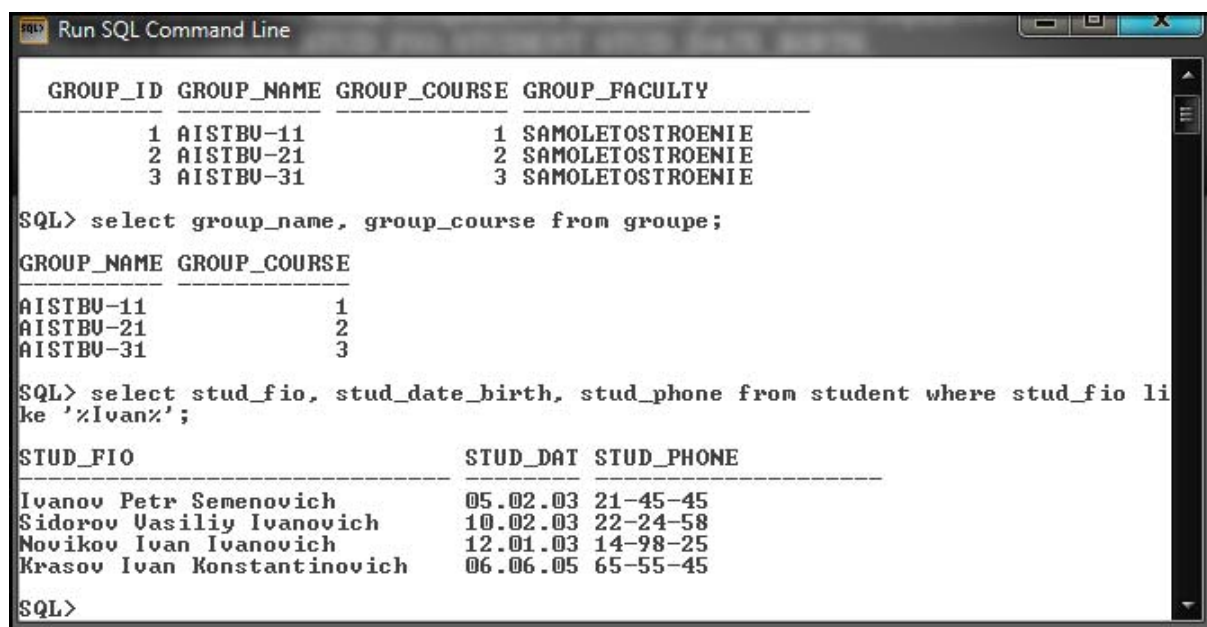 Run SQL Command Line
GROUP_ID GROUP_NAME GROUP_COURSE GROUP_FACULTY
1 AISTBV-11 1 SAMOLETOSTROENIE
2 AISTBV-21 2 SAMOLETOSTROENIE
3 AISTBV-31 3 SAMOLETOSTROENIE
SQL> select group_name, group_course from groupe;
GROUP_NAME GROUP_COURSE
AISTBV-11 1
AISTBV-21 2
AISTBV-31 3
SQL> select stud_fio, stud_date_birth, stud_phone from student where stud_fio li
ke '%Ivan%';
STUD_FIO STUD_DAT STUD_PHONE
Ivanov Petr Semenovich 05.02.03 21-45-45
Sidorov Vasiliy Ivanovich 10.02.03 22-24-58
Novikov Ivan Ivanovich 12.01.03 14-98-25
Krasov Ivan Konstantinovich 06.06.05 65-55-45
SQL>